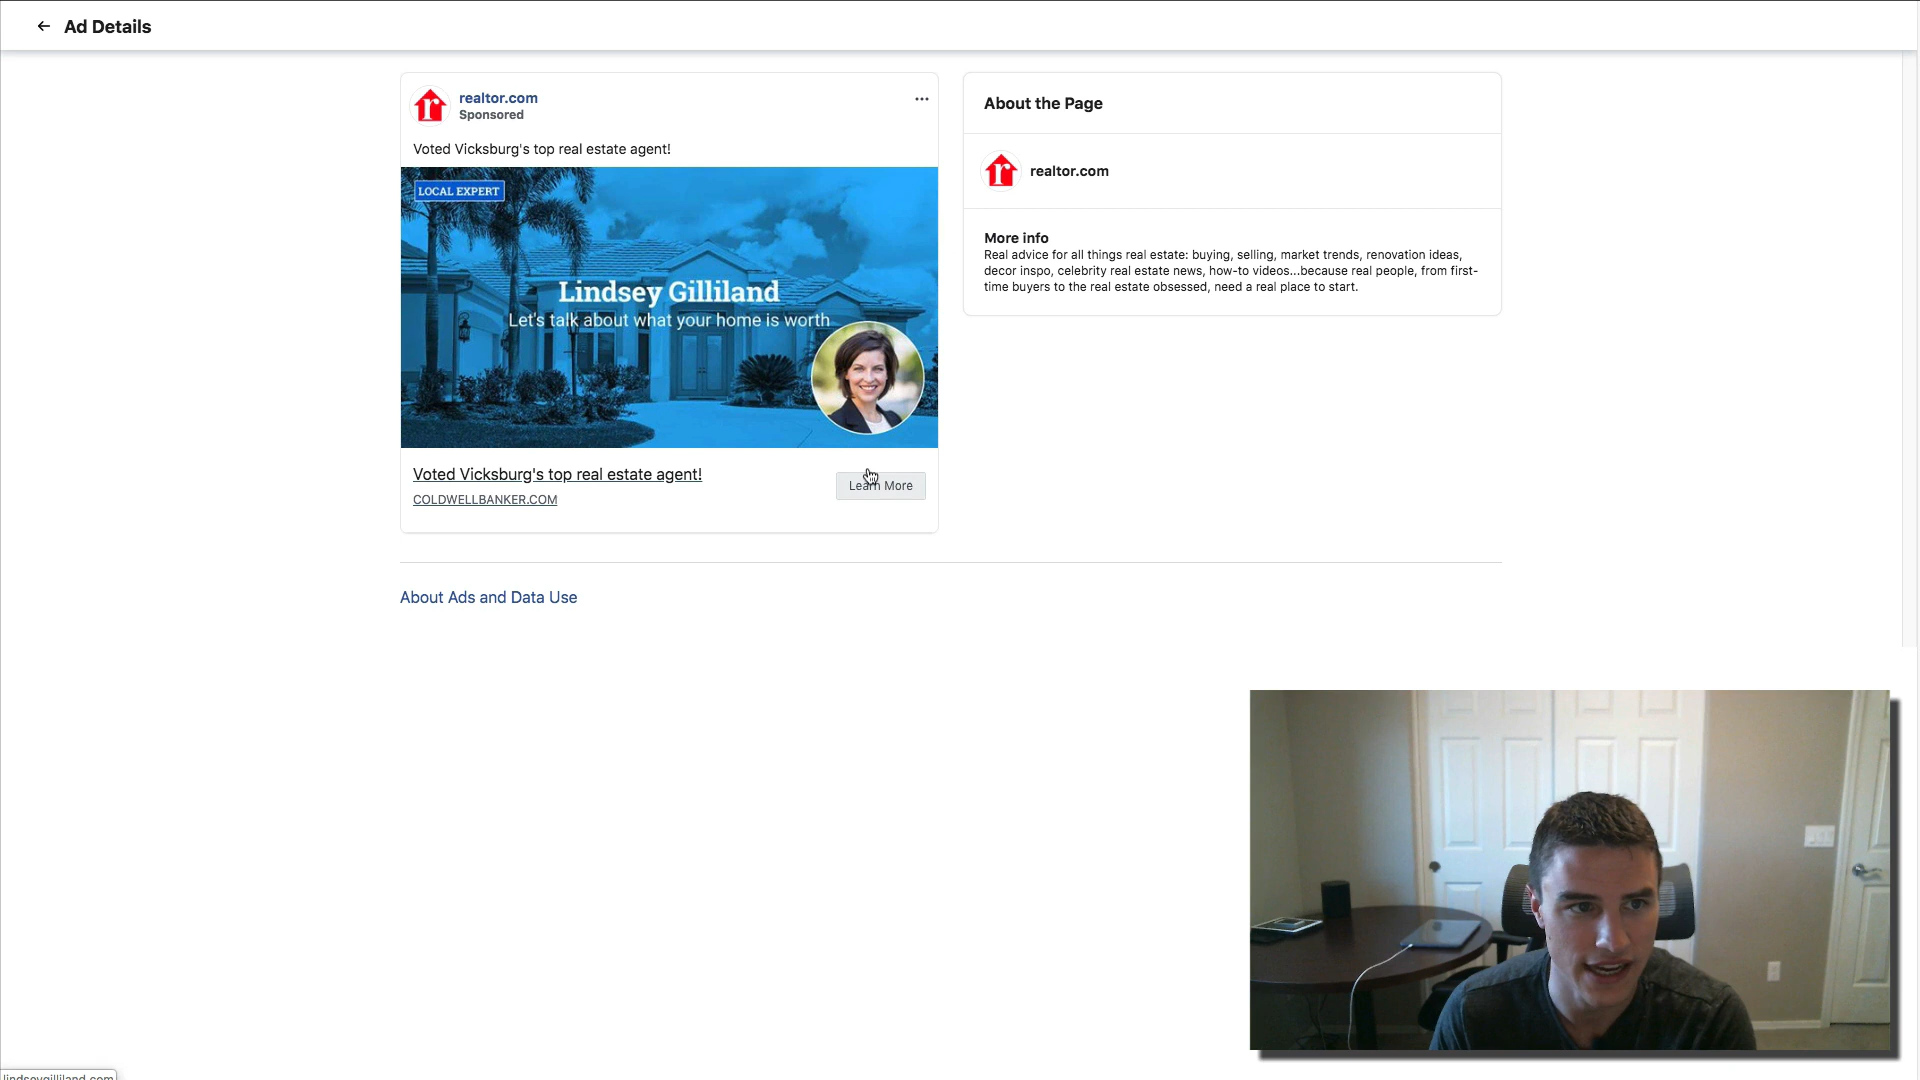 Ad Details
realtor.com
Sponsored
Voted Vicksburg's top real estate agent!
LOCAL EXPERT
Lindsey Gilliland
Let's talk about what your home is worth
Voted Vicksburg's top real estate agent!
COLDWELLBANKER.COM
Learn More
About the Page
realtor.com
More info
Real advice for all things real estate: buying, selling, market trends, renovation ideas,
decor inspo, celebrity real estate news, how-to videos...because real people, from first-
time buyers to the real estate obsessed, need a real place to start.
About Ads and Data Use
lindseygilliland.com